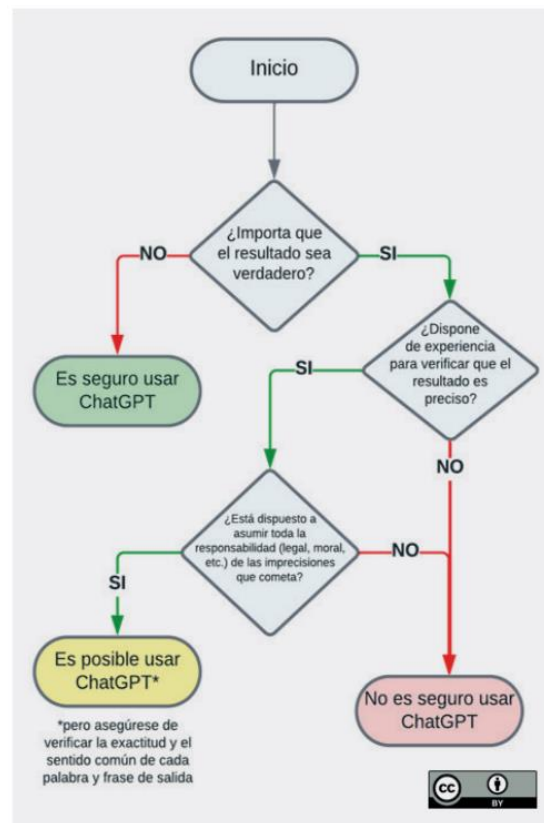 Inicio
¿Importa que
el resultado sea
verdadero?
NO
SI
Es seguro usar
ChatGPT
¿Dispone
de experiencia
para verificar que el
resultado es
preciso?
SI
NO
¿Está dispuesto a
asumir toda la
responsabilidad (legal, moral,
etc.) de las imprecisiones
que cometa?
NO
SI
Es posible usar
ChatGPT*
*pero asegúrese de
verificar la exactitud y el
sentido común de cada
palabra y frase de salida
No es seguro usar
ChatGPT
cc
BY